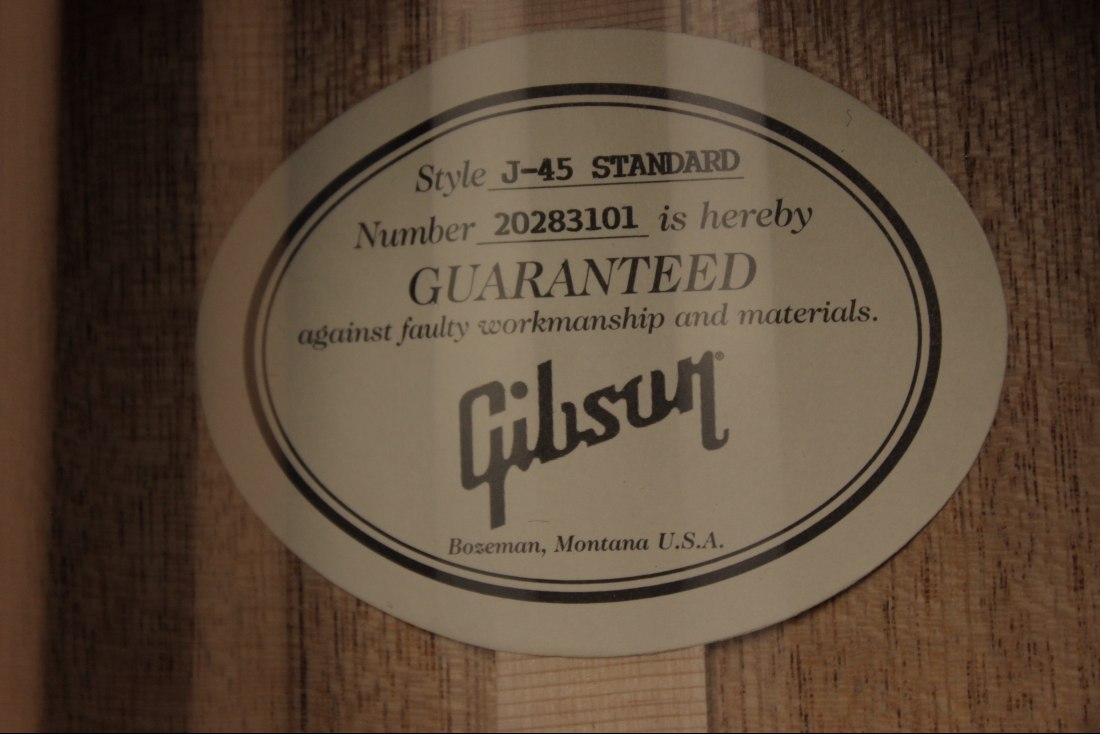 Style J-45 STANDARD
Number 20283101 is hereby
GUARANTEED
against faulty workmanship and materials.
Gibson®
Bozeman, Montana U.S.A.